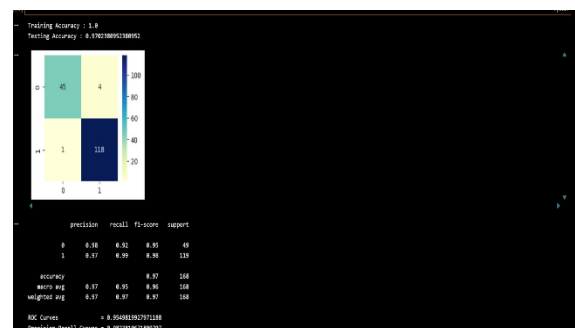 Training Accuracy : 1.0
Testing Accuracy : 0.9702380952380952
0 45 4
1 1 118
0 1
100
80
60
40
20
precision recall f1-score support
0 0.98 0.92 0.95 49
1 0.97 0.99 0.98 119
accuracy 0.97 168
macro avg 0.97 0.95 0.96 168
weighted avg 0.97 0.97 0.97 168
ROC Curves = 0.9549819927971188